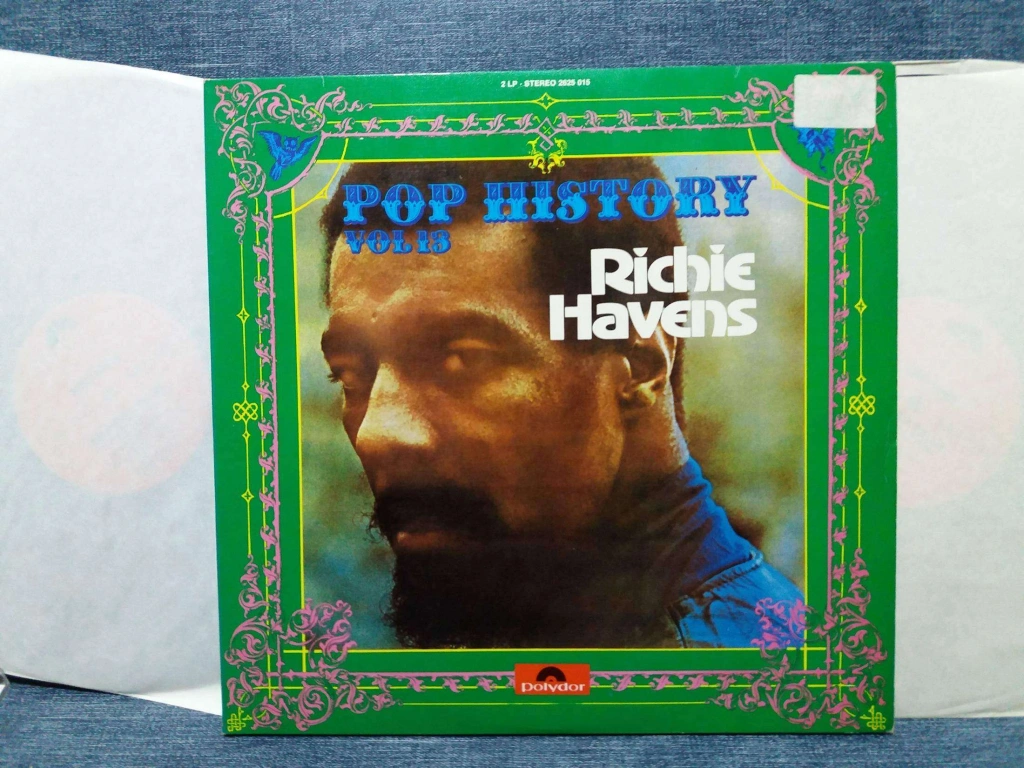 2 LP · STEREO 2625 015
POP HISTORY
VOL 13
Richie
Havens
Polydor